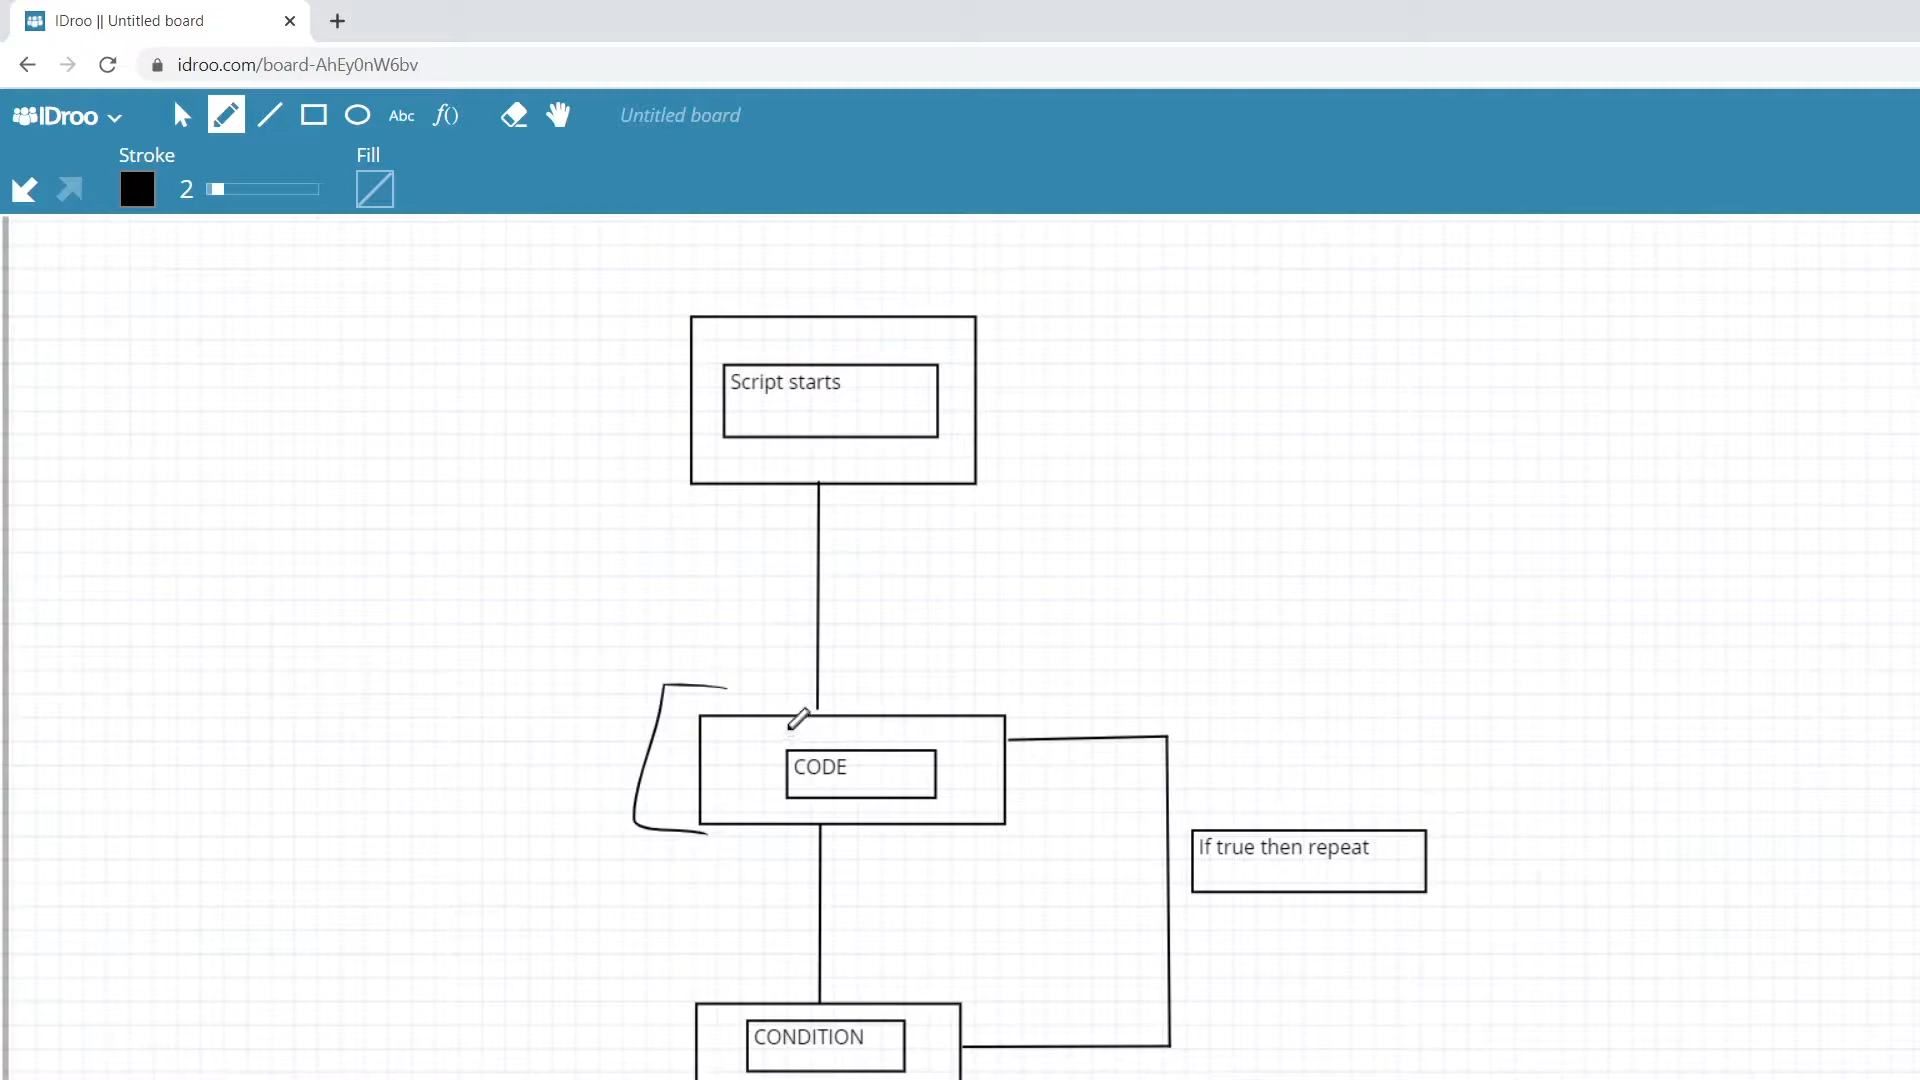 IDroo || Untitled board
idroo.com/board-AhEy0nW6bv
IDroo
Abc
f()
Untitled board
Stroke
Fill
2
Script starts
CODE
If true then repeat
CONDITION